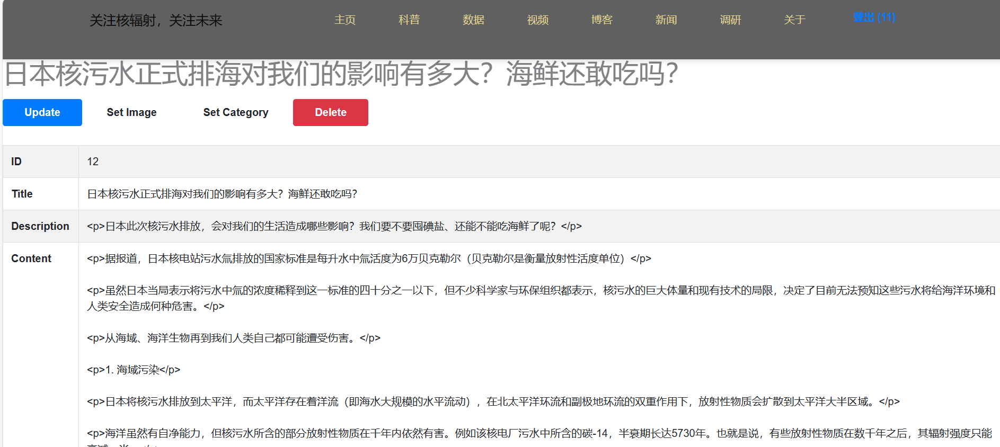 关注核辐射，关注未来
主页 科普 数据 视频 博客 新闻 调研 关于 登出 (11)
日本核污水正式排海对我们的影响有多大？海鲜还敢吃吗？
Update Set Image Set Category Delete
ID 12
Title 日本核污水正式排海对我们的影响有多大？海鲜还敢吃吗？
Description <p>日本此次核污水排放，会对我们的生活造成哪些影响？我们要不要囤碘盐、还能不能吃海鲜了呢？</p>
Content <p>据报道，日本核电站污水氚排放的国家标准是每升水中氚活度为6万贝克勒尔（贝克勒尔是衡量放射性活度单位）</p>
<p>虽然日本当局表示将污水中氚的浓度稀释到这一标准的四十分之一以下，但不少科学家与环保组织都表示，核污水的巨大体量和现有技术的局限，决定了目前无法预知这些污水将给海洋环境和
人类安全造成何种危害。</p>
<p>从海域、海洋生物再到我们人类自己都可能遭受伤害。</p>
<p>1. 海域污染</p>
<p>日本将核污水排放到太平洋，而太平洋存在着洋流（即海水大规模的水平流动），在北太平洋环流和副极地环流的双重作用下，放射性物质会扩散到太平洋大半区域。</p>
<p>海洋虽然有自净能力，但核污水所含的部分放射性物质在千年内依然有害。例如该核电厂污水中所含的碳-14，半衰期长达5730年。也就是说，有些放射性物质在数千年之后，其辐射强度只能